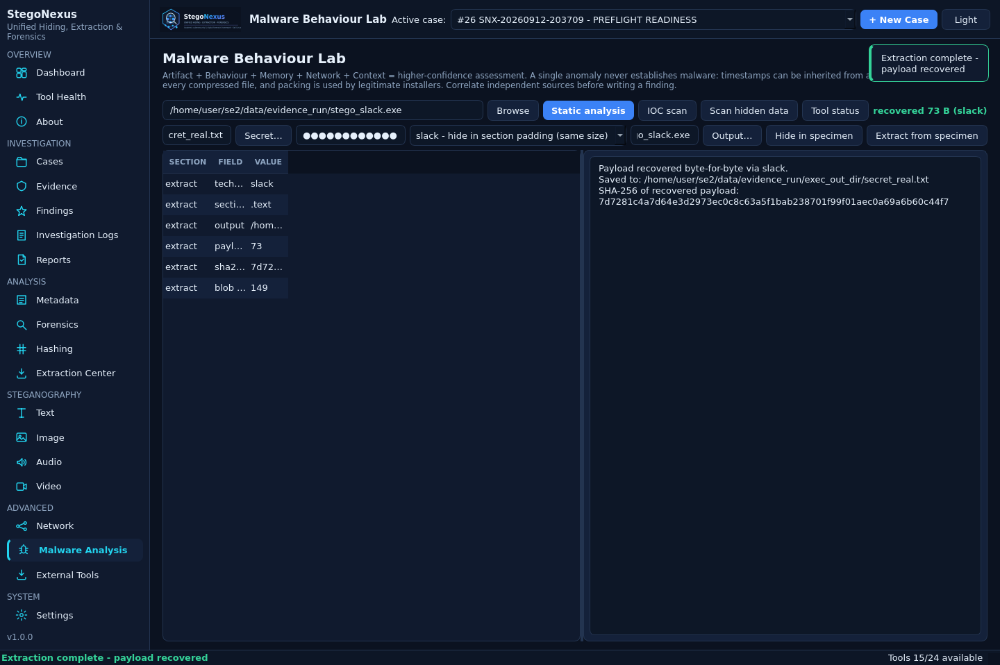 StegoNexus
Unified Hiding, Extraction &
Forensics
OVERVIEW
Dashboard
Tool Health
About
INVESTIGATION
Cases
Evidence
Findings
Investigation Logs
Reports
ANALYSIS
Metadata
Forensics
Hashing
Extraction Center
STEGANOGRAPHY
Text
Image
Audio
Video
ADVANCED
Network
Malware Analysis
External Tools
SYSTEM
Settings
v1.0.0
StegoNexus
Malware Behaviour Lab Active case: #26 SNX-20260912-203709 - PREFLIGHT READINESS + New Case Light
Malware Behaviour Lab
Extraction complete -
payload recovered
Artifact + Behaviour + Memory + Network + Context = higher-confidence assessment. A single anomaly never establishes malware: timestamps can be inherited from a
every compressed file, and packing is used by legitimate installers. Correlate independent sources before writing a finding.
/home/user/se2/data/evidence_run/stego_slack.exe Browse Static analysis IOC scan Scan hidden data Tool status recovered 73 B (slack)
cret_real.txt Secret... ●●●●●●●●●●●● slack - hide in section padding (same size) o_slack.exe Output... Hide in specimen Extract from specimen
SECTION FIELD VALUE
extract tech... slack
extract secti... .text
extract output /hom...
extract payl... 73
extract sha2... 7d72...
extract blob ... 149
Payload recovered byte-for-byte via slack.
Saved to: /home/user/se2/data/evidence_run/exec_out_dir/secret_real.txt
SHA-256 of recovered payload:
7d7281c4a7d64e3d2973ec0c8c63a5f1bab238701f99f01aec0a69a6b60c44f7
Extraction complete - payload recovered
Tools 15/24 available